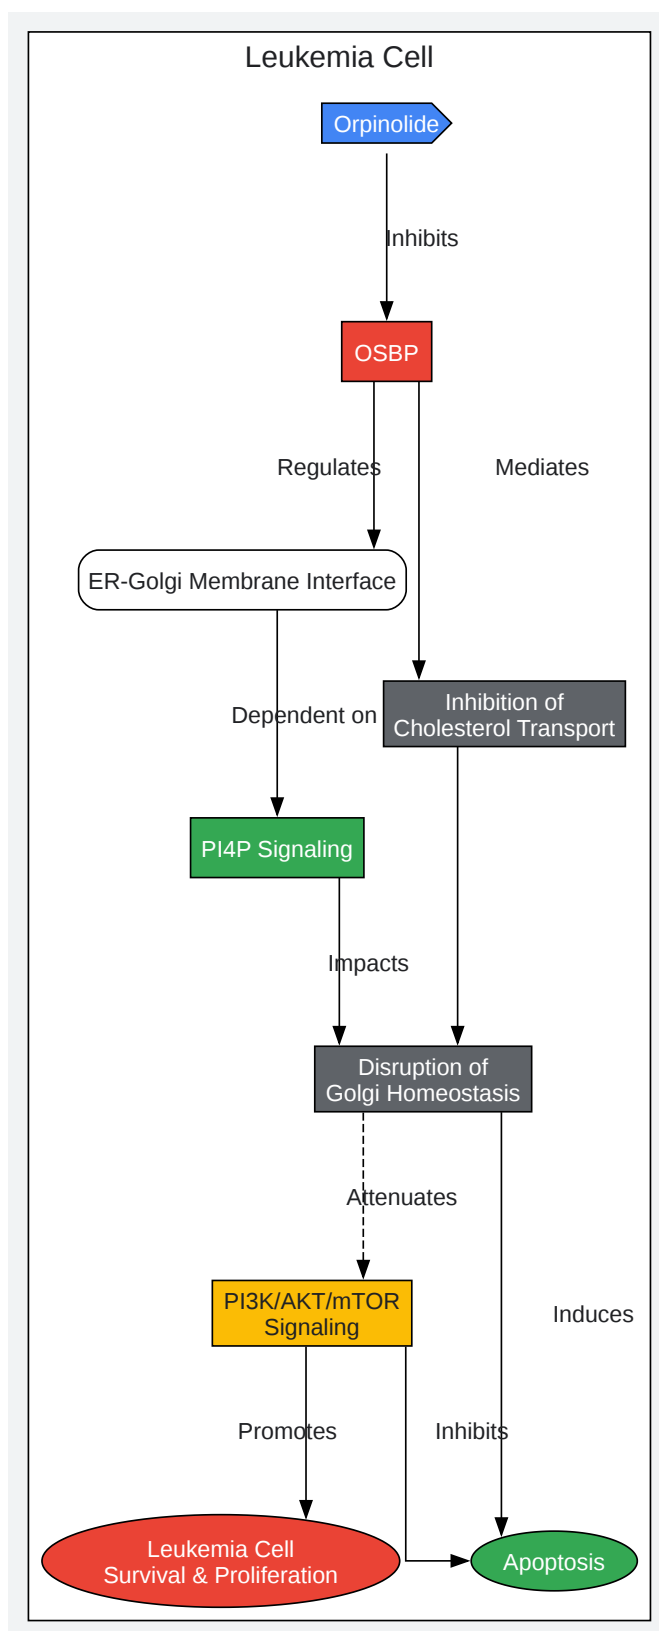 Leukemia Cell
Orpinolide
Inhibits
OSBP
Regulates
Mediates
ER-Golgi Membrane Interface
Inhibition of
Cholesterol Transport
Dependent on
PI4P Signaling
Impacts
Disruption of
Golgi Homeostasis
Attenuates
PI3K/AKT/mTOR
Signaling
Induces
Promotes
Inhibits
Leukemia Cell
Survival & Proliferation
Apoptosis